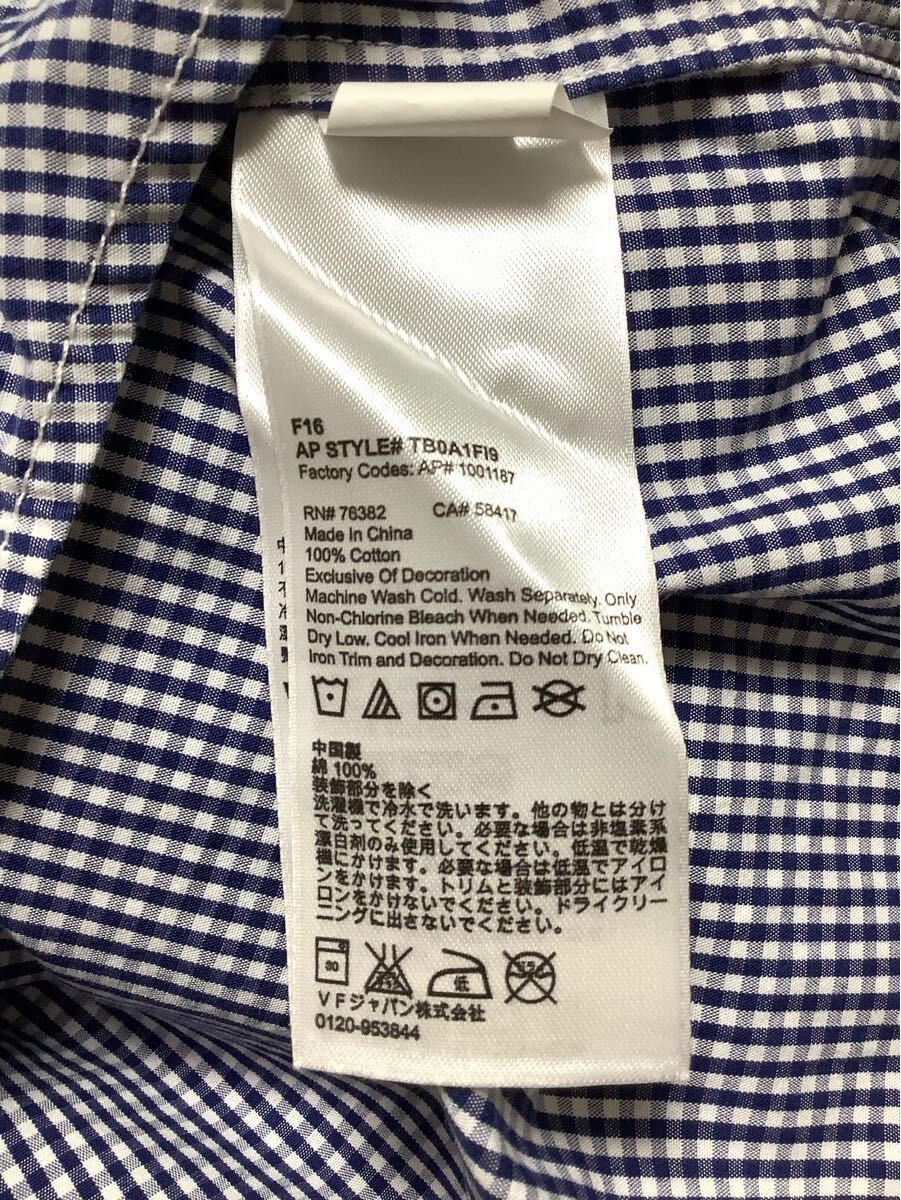 F16
AP STYLE# TB0A1FI9
Factory Codes: AP# 1001187
RN# 76382 CA# 58417
Made In China
100% Cotton
Exclusive Of Decoration
Machine Wash Cold. Wash Separately. Only
Non-Chlorine Bleach When Needed. Tumble
Dry Low. Cool Iron When Needed. Do Not
Iron Trim and Decoration. Do Not Dry Clean.
中国製
綿 100%
装飾部分を除く
洗濯機で冷水で洗います。他の物とは分け
て洗ってください。必要な場合は非塩素系
漂白剤のみ使用してください。低温で乾燥
機にかけます。必要な場合は低温でアイロ
ンをかけます。トリムと装飾部分にはアイ
ロンをかけないでください。ドライクリー
ニングに出さないでください。
30 低
VFジャパン株式会社
0120-953844